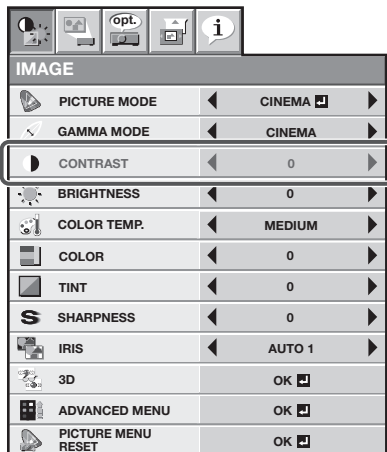 opt.
i
IMAGE
PICTURE MODE CINEMA
GAMMA MODE CINEMA
CONTRAST 0
BRIGHTNESS 0
COLOR TEMP. MEDIUM
COLOR 0
TINT 0
S SHARPNESS 0
IRIS AUTO 1
3D OK
ADVANCED MENU OK
PICTURE MENU
RESET OK